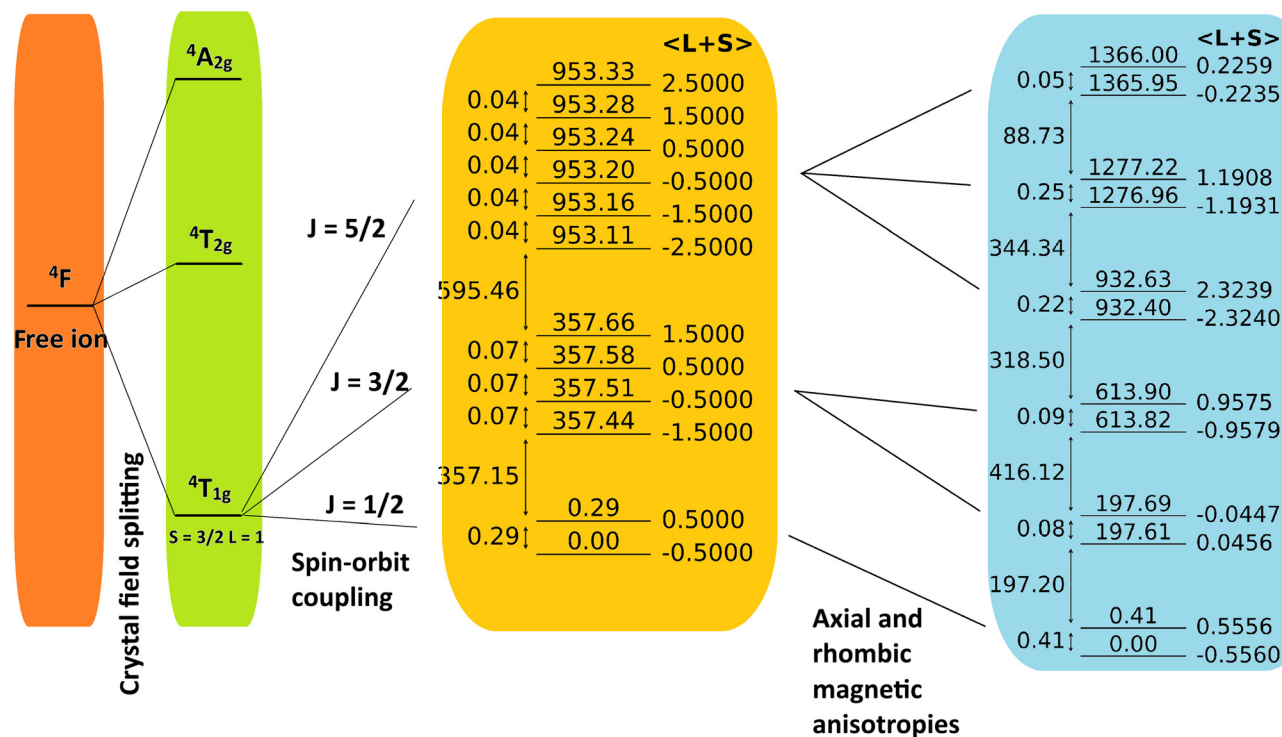 ⁴F
Free ion
Crystal field splitting
⁴A₂g
⁴T₂g
⁴T₁g
S = 3/2 L = 1
J = 5/2
J = 3/2
J = 1/2
Spin-orbit
coupling
<L+S>
953.33 2.5000
0.04 953.28 1.5000
0.04 953.24 0.5000
0.04 953.20 -0.5000
0.04 953.16 -1.5000
0.04 953.11 -2.5000
595.46
357.66 1.5000
0.07 357.58 0.5000
0.07 357.51 -0.5000
0.07 357.44 -1.5000
357.15
0.29 0.5000
0.29 0.00 -0.5000
Axial and
rhombic
magnetic
anisotropies
<L+S>
1366.00 0.2259
0.05 1365.95 -0.2235
88.73
1277.22 1.1908
0.25 1276.96 -1.1931
344.34
932.63 2.3239
0.22 932.40 -2.3240
318.50
613.90 0.9575
0.09 613.82 -0.9579
416.12
197.69 -0.0447
0.08 197.61 0.0456
197.20
0.41 0.5556
0.41 0.00 -0.5560